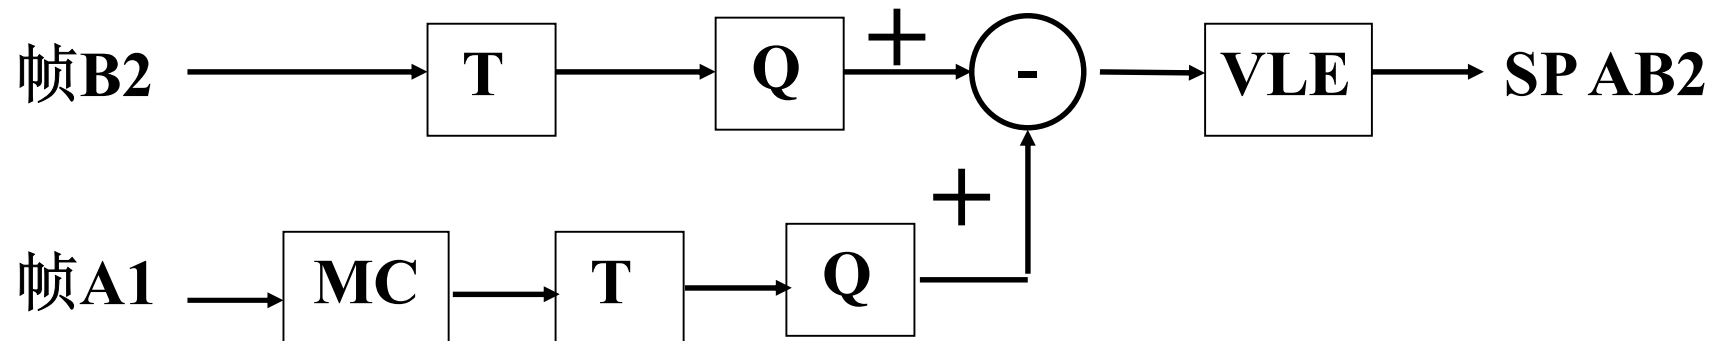 帧B2 T Q + - VLE SP AB2
+
帧A1 MC T Q